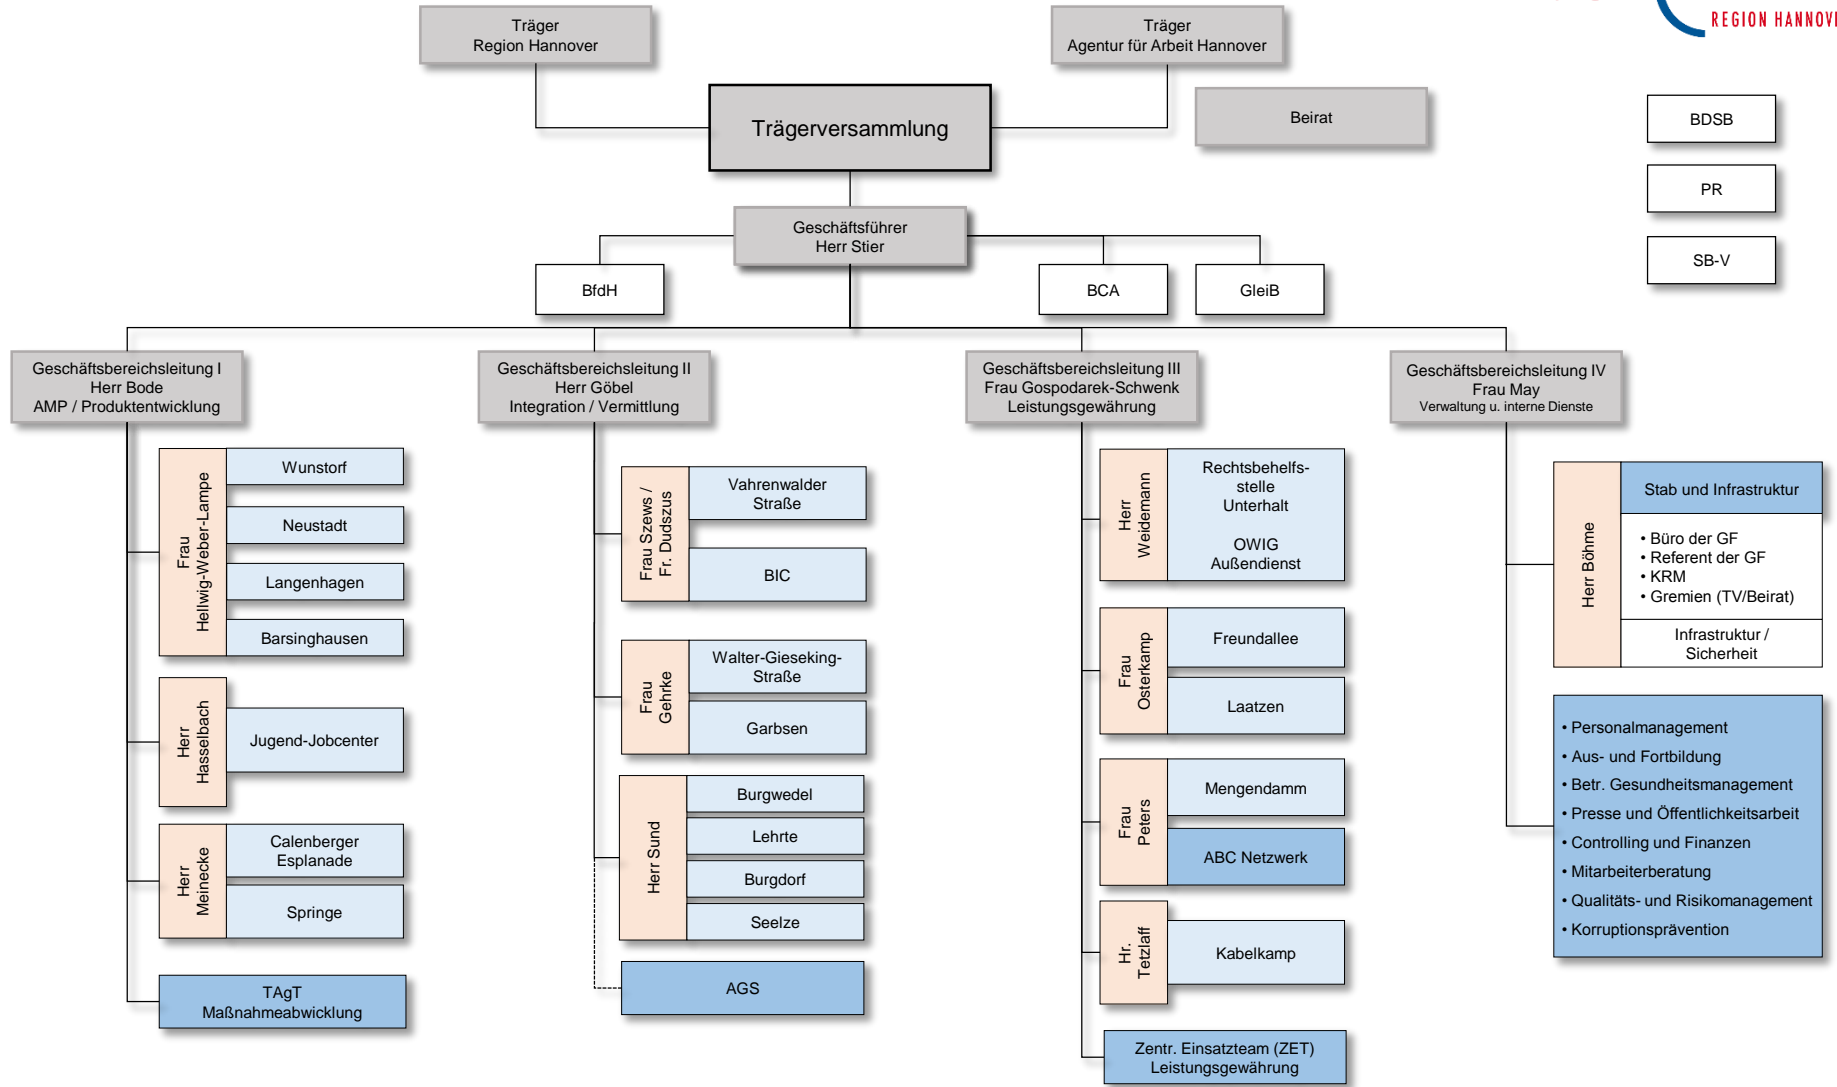 Träger
Region Hannover
Träger
Agentur für Arbeit Hannover
REGION HANNOV
Trägerversammlung
Beirat
BDSB
PR
SB-V
Geschäftsführer
Herr Stier
BfdH
BCA
GleiB
Geschäftsbereichsleitung I
Herr Bode
AMP / Produktentwicklung
Frau
Hellwig-Weber-Lampe
Wunstorf
Neustadt
Langenhagen
Barsinghausen
Herr
Hasselbach
Jugend-Jobcenter
Herr
Meinecke
Calenberger
Esplanade
Springe
TAgT
Maßnahmeabwicklung
Geschäftsbereichsleitung II
Herr Göbel
Integration / Vermittlung
Frau Szews /
Fr. Dudszus
Vahrenwalder
Straße
BIC
Frau
Gehrke
Walter-Gieseking-
Straße
Garbsen
Herr Sund
Burgwedel
Lehrte
Burgdorf
Seelze
AGS
Geschäftsbereichsleitung III
Frau Gospodarek-Schwenk
Leistungsgewährung
Herr
Weidemann
Rechtsbehelfs-
stelle
Unterhalt
OWIG
Außendienst
Frau
Osterkamp
Freundallee
Laatzen
Frau
Peters
Mengendamm
ABC Netzwerk
Hr.
Tetzlaff
Kabelkamp
Zentr. Einsatzteam (ZET)
Leistungsgewährung
Geschäftsbereichsleitung IV
Frau May
Verwaltung u. interne Dienste
Herr Böhme
Stab und Infrastruktur
• Büro der GF
• Referent der GF
• KRM
• Gremien (TV/Beirat)
Infrastruktur /
Sicherheit
• Personalmanagement
• Aus- und Fortbildung
• Betr. Gesundheitsmanagement
• Presse und Öffentlichkeitsarbeit
• Controlling und Finanzen
• Mitarbeiterberatung
• Qualitäts- und Risikomanagement
• Korruptionsprävention